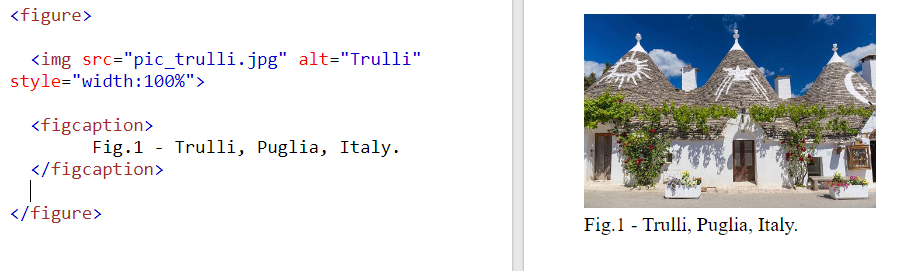 <figure>
<img src="pic_trulli.jpg" alt="Trulli"
style="width:100%">
<figcaption>
Fig.1 - Trulli, Puglia, Italy.
</figcaption>
</figure>
Fig.1 - Trulli, Puglia, Italy.